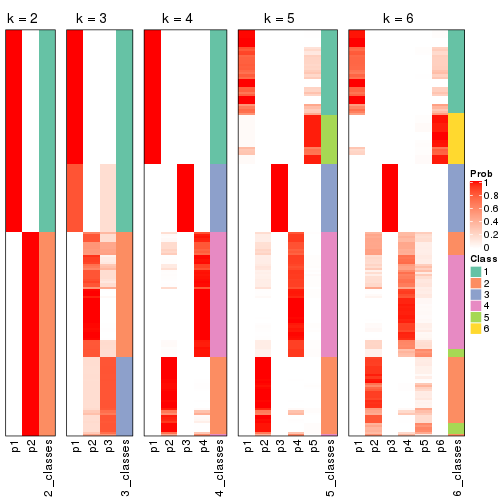 k = 2
k = 3
k = 4
k = 5
k = 6
Prob
1
0.8
0.6
0.4
0.2
0
Class
1
2
3
4
5
6
p1
p2
2_classes
p1
p2
p3
3_classes
p1
p2
p3
p4
4_classes
p1
p2
p3
p4
p5
5_classes
p1
p2
p3
p4
p5
p6
6_classes